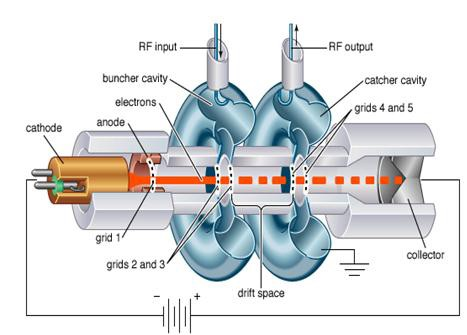 RF input
RF output
buncher cavity
catcher cavity
electrons
grids 4 and 5
anode
cathode
grid 1
grids 2 and 3
collector
drift space
− +